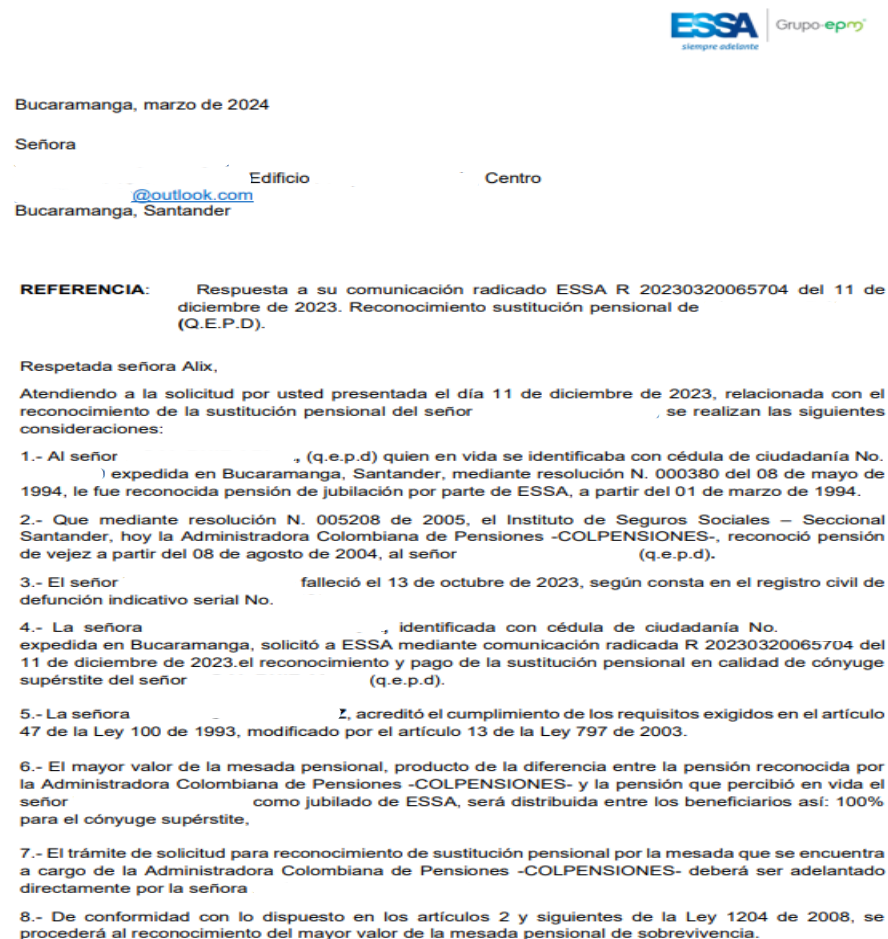 ESSA Grupo-epm
siempre adelante
Bucaramanga, marzo de 2024
Señora
Edificio Centro
@outlook.com
Bucaramanga, Santander
REFERENCIA: Respuesta a su comunicación radicado ESSA R 20230320065704 del 11 de
diciembre de 2023. Reconocimiento sustitución pensional de
(Q.E.P.D).
Respetada señora Alix,
Atendiendo a la solicitud por usted presentada el día 11 de diciembre de 2023, relacionada con el
reconocimiento de la sustitución pensional del señor , se realizan las siguientes
consideraciones:
1.- Al señor , (q.e.p.d) quien en vida se identificaba con cédula de ciudadanía No.
) expedida en Bucaramanga, Santander, mediante resolución N. 000380 del 08 de mayo de
1994, le fue reconocida pensión de jubilación por parte de ESSA, a partir del 01 de marzo de 1994.
2.- Que mediante resolución N. 005208 de 2005, el Instituto de Seguros Sociales – Seccional
Santander, hoy la Administradora Colombiana de Pensiones -COLPENSIONES-, reconoció pensión
de vejez a partir del 08 de agosto de 2004, al señor (q.e.p.d).
3.- El señor falleció el 13 de octubre de 2023, según consta en el registro civil de
defunción indicativo serial No.
4.- La señora , identificada con cédula de ciudadanía No.
expedida en Bucaramanga, solicitó a ESSA mediante comunicación radicada R 20230320065704 del
11 de diciembre de 2023.el reconocimiento y pago de la sustitución pensional en calidad de cónyuge
supérstite del señor (q.e.p.d).
5.- La señora Z, acreditó el cumplimiento de los requisitos exigidos en el artículo
47 de la Ley 100 de 1993, modificado por el artículo 13 de la Ley 797 de 2003.
6.- El mayor valor de la mesada pensional, producto de la diferencia entre la pensión reconocida por
la Administradora Colombiana de Pensiones -COLPENSIONES- y la pensión que percibió en vida el
señor como jubilado de ESSA, será distribuida entre los beneficiarios así: 100%
para el cónyuge supérstite,
7.- El trámite de solicitud para reconocimiento de sustitución pensional por la mesada que se encuentra
a cargo de la Administradora Colombiana de Pensiones -COLPENSIONES- deberá ser adelantado
directamente por la señora
8.- De conformidad con lo dispuesto en los artículos 2 y siguientes de la Ley 1204 de 2008, se
procederá al reconocimiento del mayor valor de la mesada pensional de sobrevivencia.